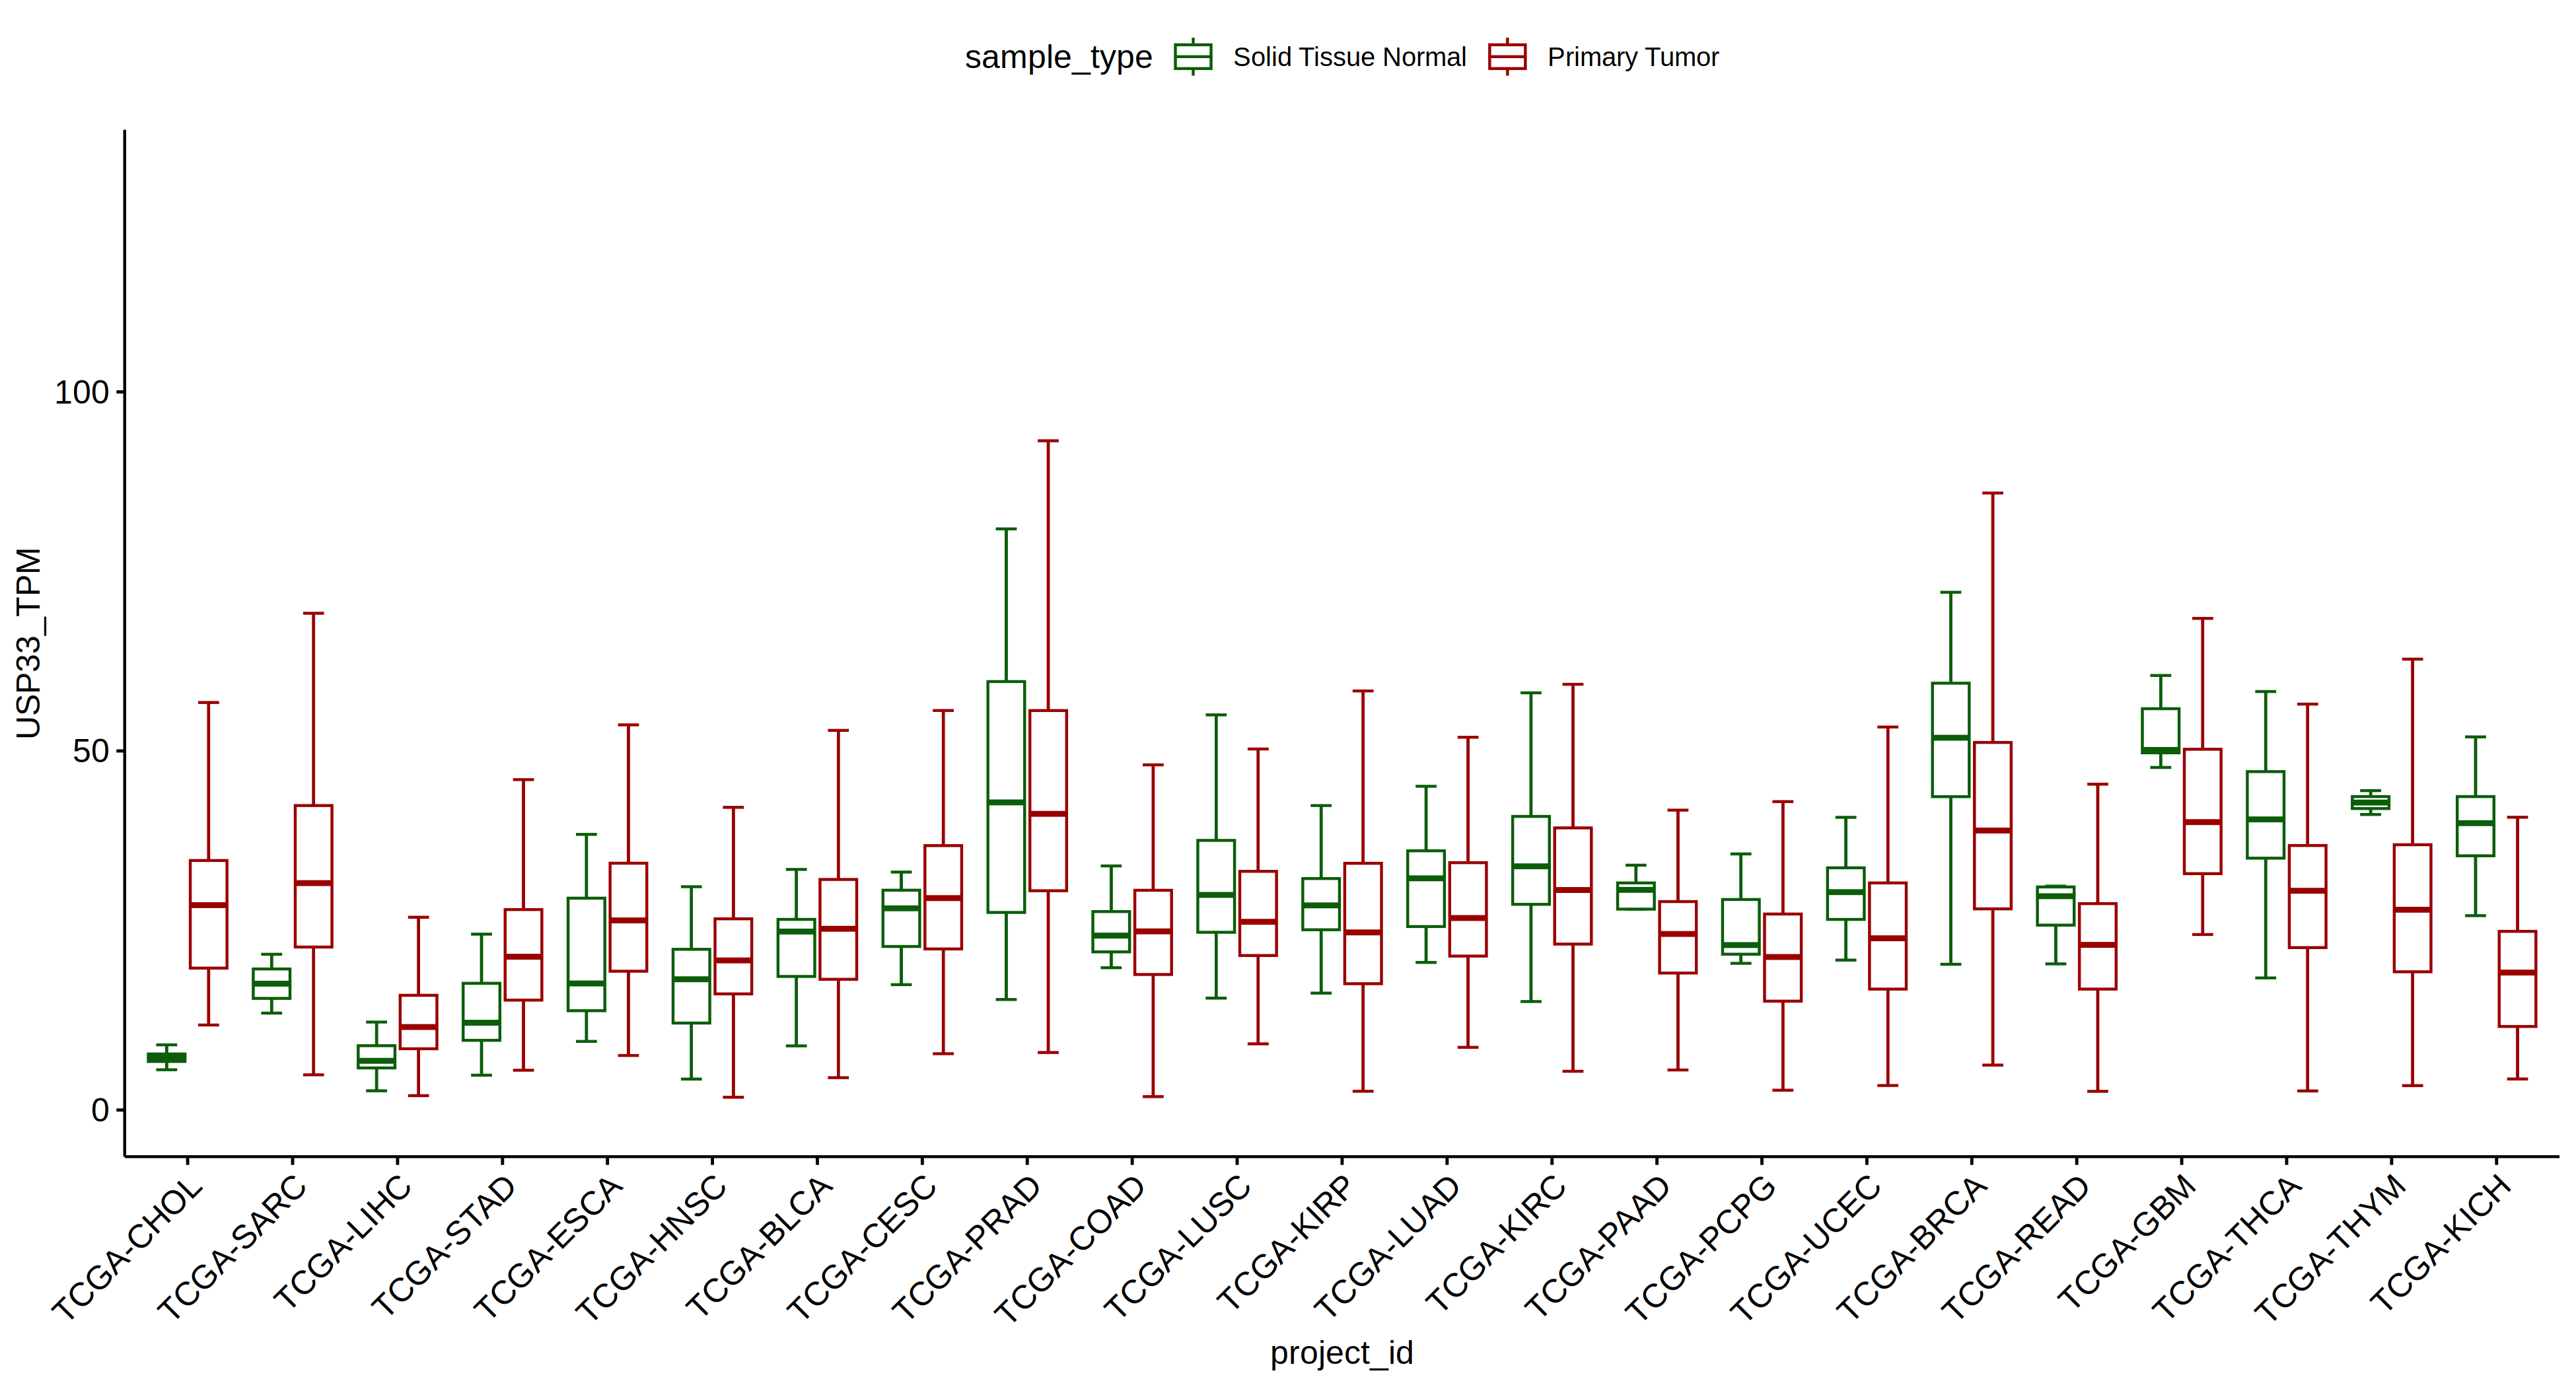 sample_type Solid Tissue Normal Primary Tumor
USP33_TPM
100
50
0
TCGA-CHOL
TCGA-SARC
TCGA-LIHC
TCGA-STAD
TCGA-ESCA
TCGA-HNSC
TCGA-BLCA
TCGA-CESC
TCGA-PRAD
TCGA-COAD
TCGA-LUSC
TCGA-KIRP
TCGA-LUAD
TCGA-KIRC
TCGA-PAAD
TCGA-PCPG
TCGA-UCEC
TCGA-BRCA
TCGA-READ
TCGA-GBM
TCGA-THCA
TCGA-THYM
TCGA-KICH
project_id